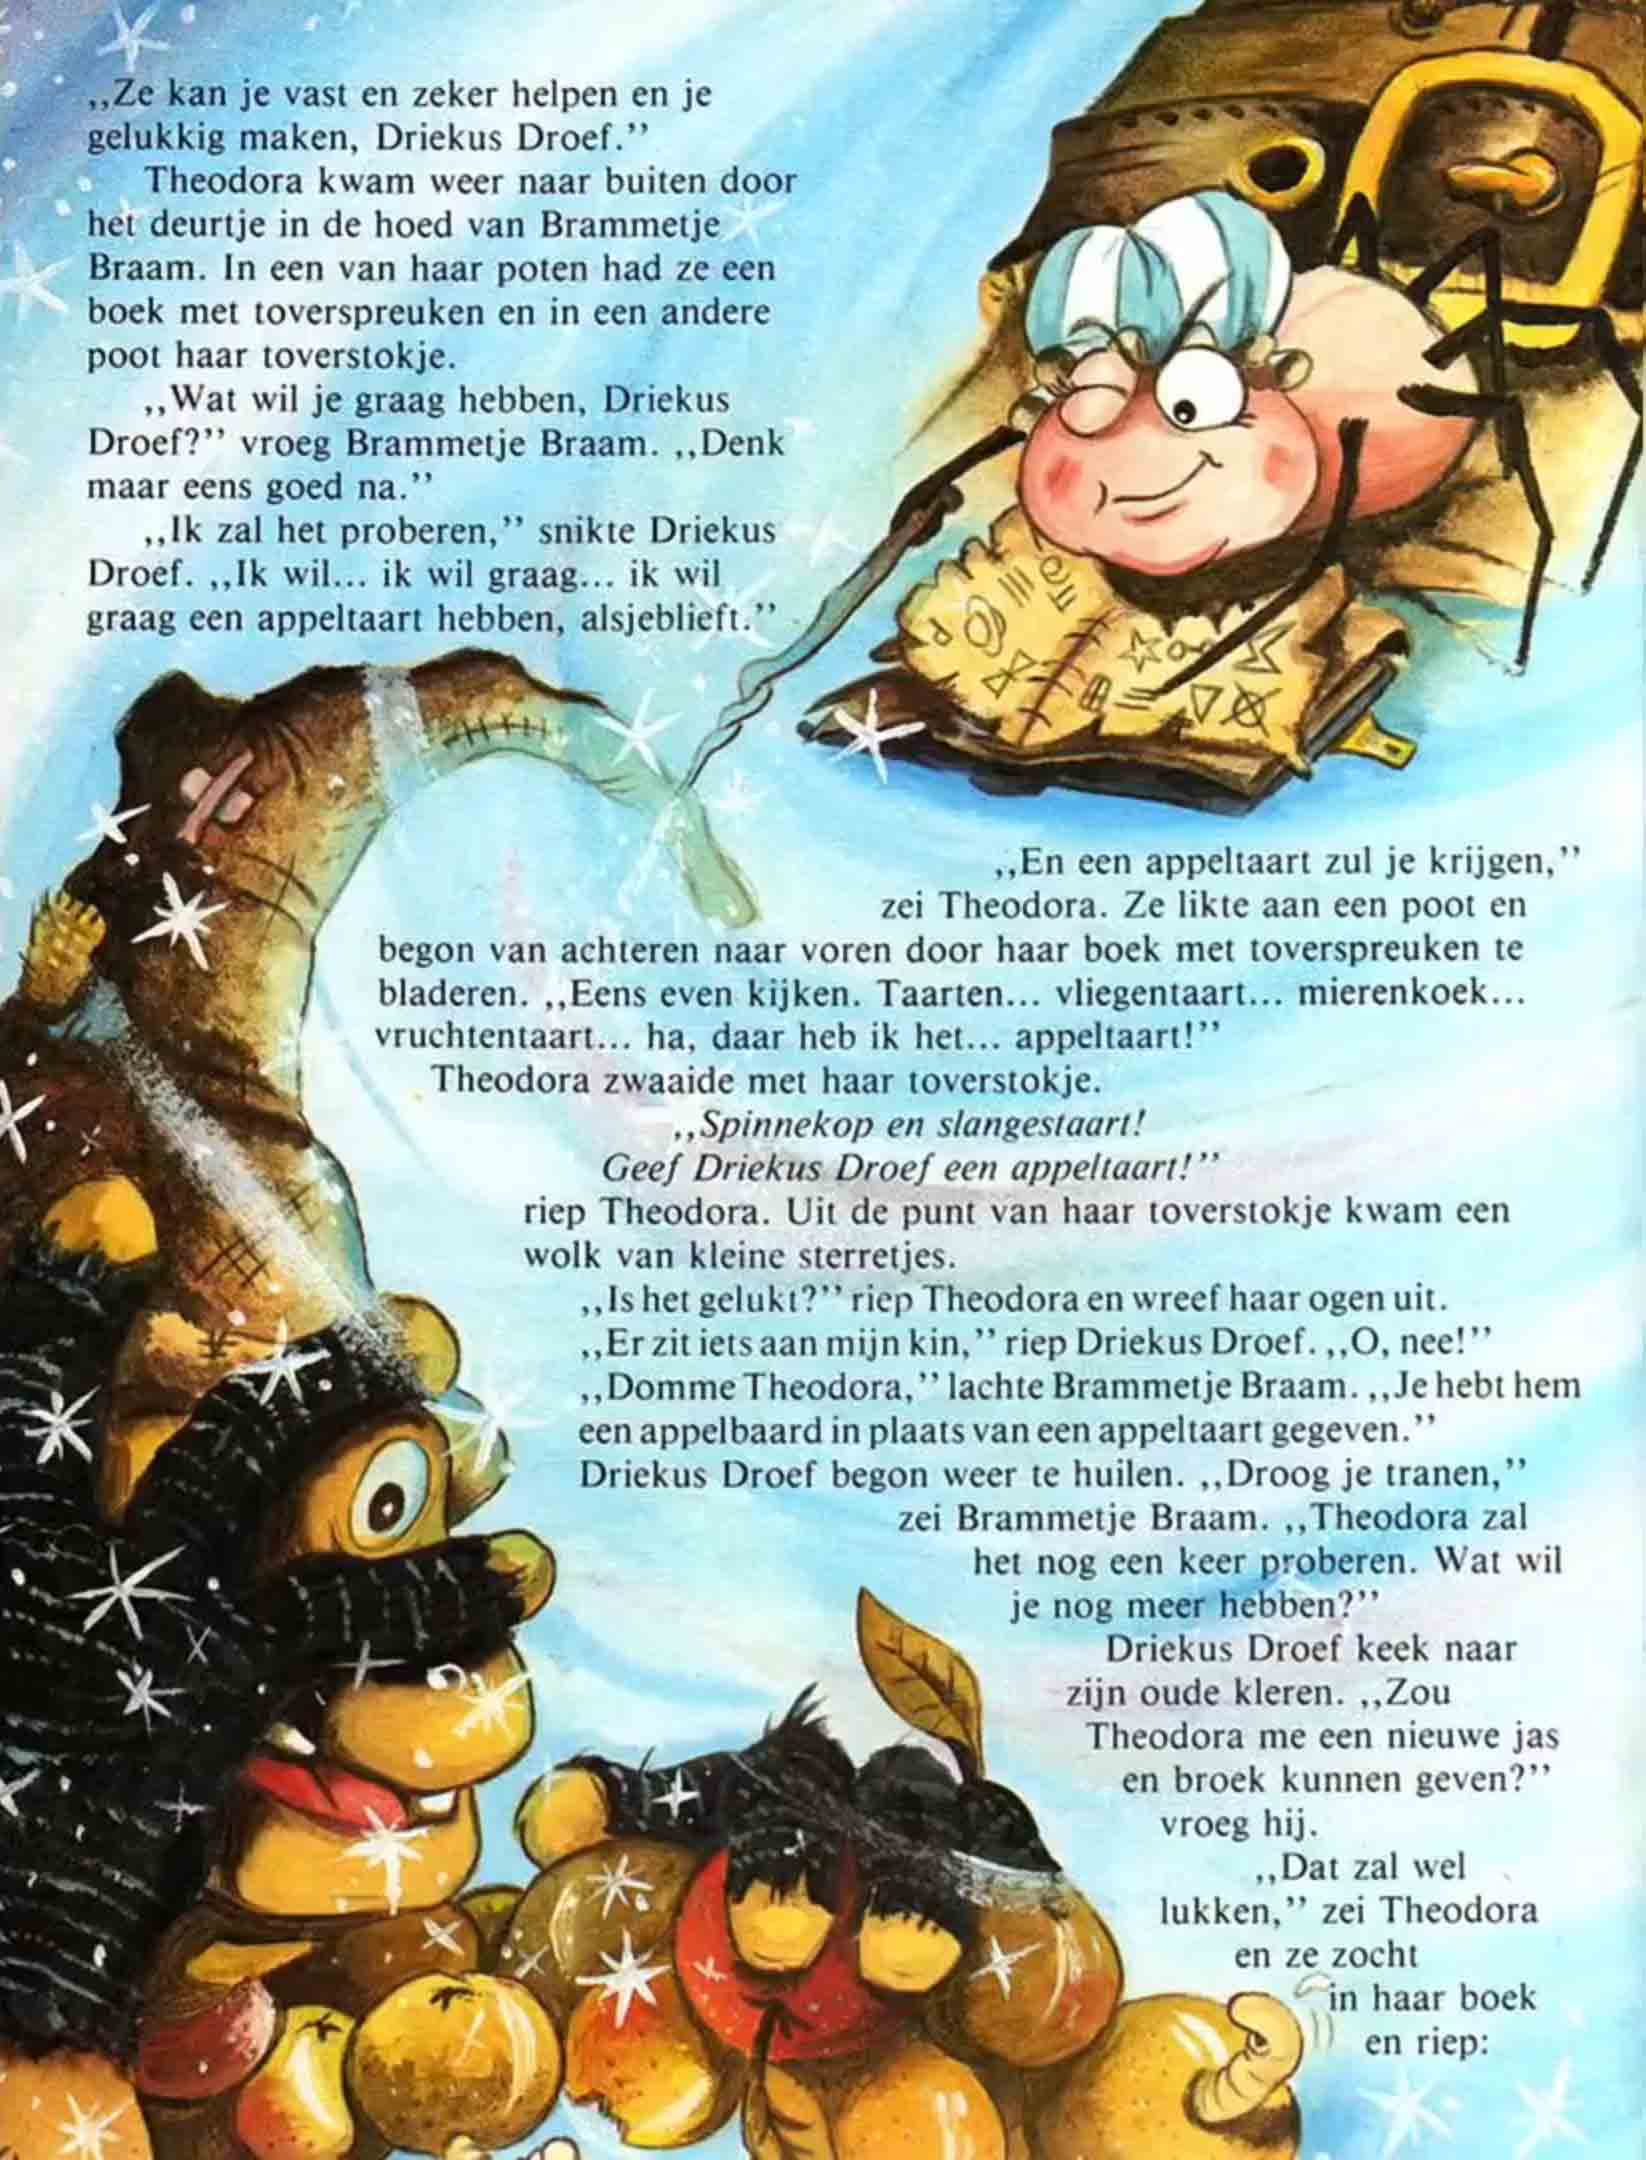 ,,Ze kan je vast en zeker helpen en je
gelukkig maken, Driekus Droef.’’
Theodora kwam weer naar buiten door
het deurtje in de hoed van Brammetje
Braam. In een van haar poten had ze een
boek met toverspreuken en in een andere
poot haar toverstokje.
,,Wat wil je graag hebben, Driekus
Droef?’’ vroeg Brammetje Braam. ,,Denk
maar eens goed na.’’
,,Ik zal het proberen,’’ snikte Driekus
Droef. ,,Ik wil... ik wil graag... ik wil
graag een appeltaart hebben, alsjeblieft.’’
,,En een appeltaart zul je krijgen,’’
zei Theodora. Ze likte aan een poot en
begon van achteren naar voren door haar boek met toverspreuken te
bladeren. ,,Eens even kijken. Taarten... vliegentaart... mierenkoek...
vruchtentaart... ha, daar heb ik het... appeltaart!’’
Theodora zwaaide met haar toverstokje.
,,Spinnekop en slangestaart!
Geef Driekus Droef een appeltaart!’’
riep Theodora. Uit de punt van haar toverstokje kwam een
wolk van kleine sterretjes.
,,Is het gelukt?’’ riep Theodora en wreef haar ogen uit.
,,Er zit iets aan mijn kin,’’ riep Driekus Droef. ,,O, nee!’’
,,Domme Theodora,’’ lachte Brammetje Braam. ,,Je hebt hem
een appelbaard in plaats van een appeltaart gegeven.’’
Driekus Droef begon weer te huilen. ,,Droog je tranen,’’
zei Brammetje Braam. ,,Theodora zal
het nog een keer proberen. Wat wil
je nog meer hebben?’’
Driekus Droef keek naar
zijn oude kleren. ,,Zou
Theodora me een nieuwe jas
en broek kunnen geven?’’
vroeg hij.
,,Dat zal wel
lukken,’’ zei Theodora
en ze zocht
in haar boek
en riep: